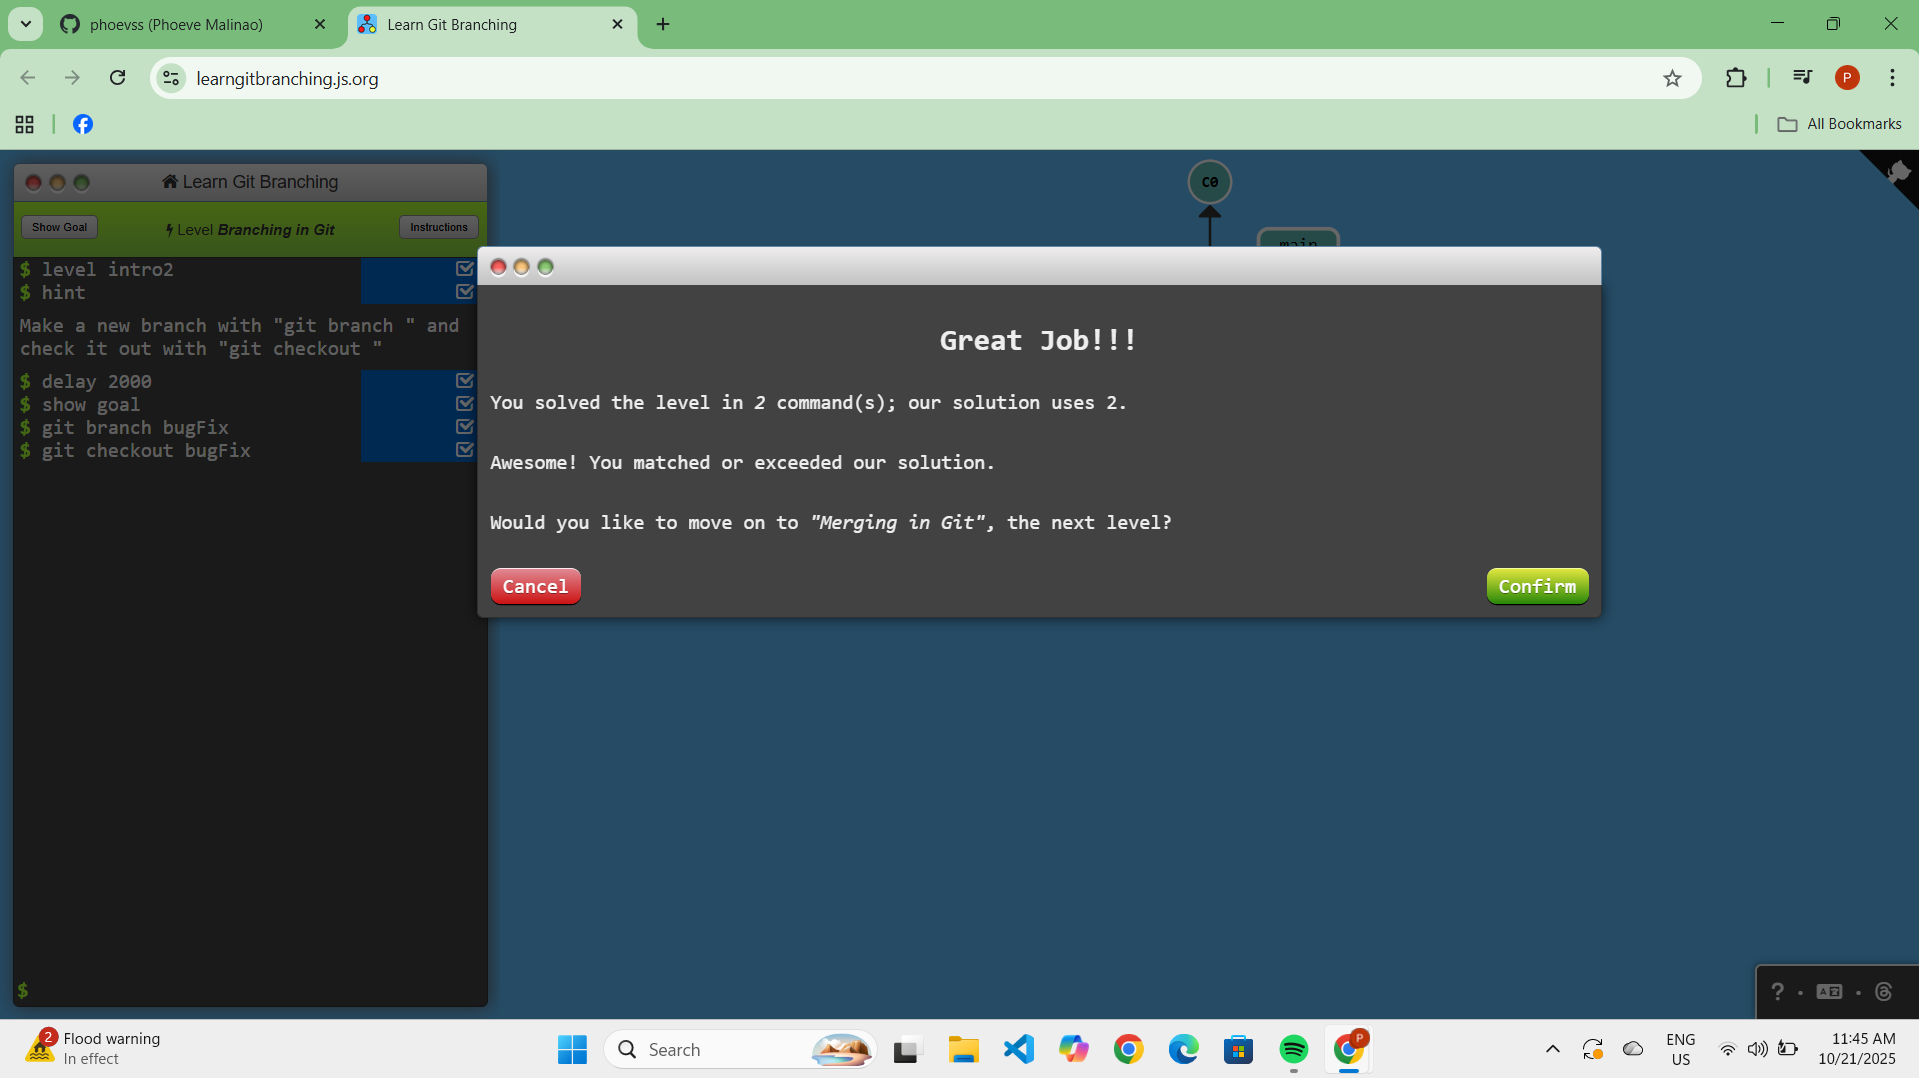 phoevss (Phoeve Malinao)
Learn Git Branching
learngitbranching.js.org
P
All Bookmarks
Learn Git Branching
Show Goal
Level Branching in Git
Instructions
$ level intro2
$ hint
Make a new branch with "git branch " and
check it out with "git checkout "
$ delay 2000
$ show goal
$ git branch bugFix
$ git checkout bugFix
$
C0
main
Great Job!!!
You solved the level in 2 command(s); our solution uses 2.
Awesome! You matched or exceeded our solution.
Would you like to move on to "Merging in Git", the next level?
Cancel
Confirm
?
2
Flood warning
In effect
Search
P
ENG
US
11:45 AM
10/21/2025